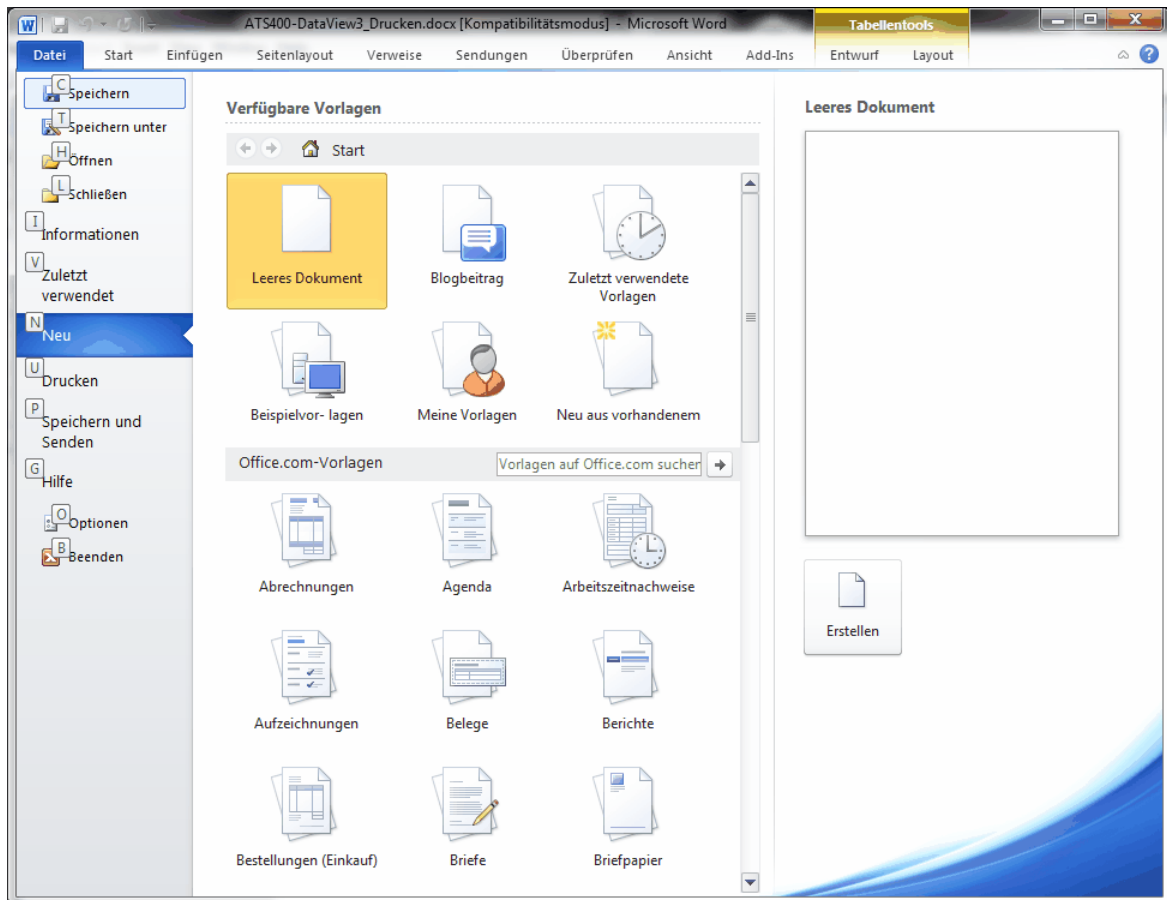 W ATS400-DataView3_Drucken.docx [Kompatibilitätsmodus] - Microsoft Word Tabellentools
Datei Start Einfügen Seitenlayout Verweise Sendungen Überprüfen Ansicht Add-Ins Entwurf Layout ?
C Speichern
T Speichern unter
H Öffnen
L Schließen
I Informationen
V Zuletzt
verwendet
N Neu
U Drucken
P Speichern und
Senden
G Hilfe
O Optionen
B Beenden
Verfügbare Vorlagen
Start
Leeres Dokument Blogbeitrag Zuletzt verwendete
Vorlagen
Beispielvor- lagen Meine Vorlagen Neu aus vorhandenem
Office.com-Vorlagen Vorlagen auf Office.com sucher
Abrechnungen Agenda Arbeitszeitnachweise
Aufzeichnungen Belege Berichte
Bestellungen (Einkauf) Briefe Briefpapier
Leeres Dokument
Erstellen